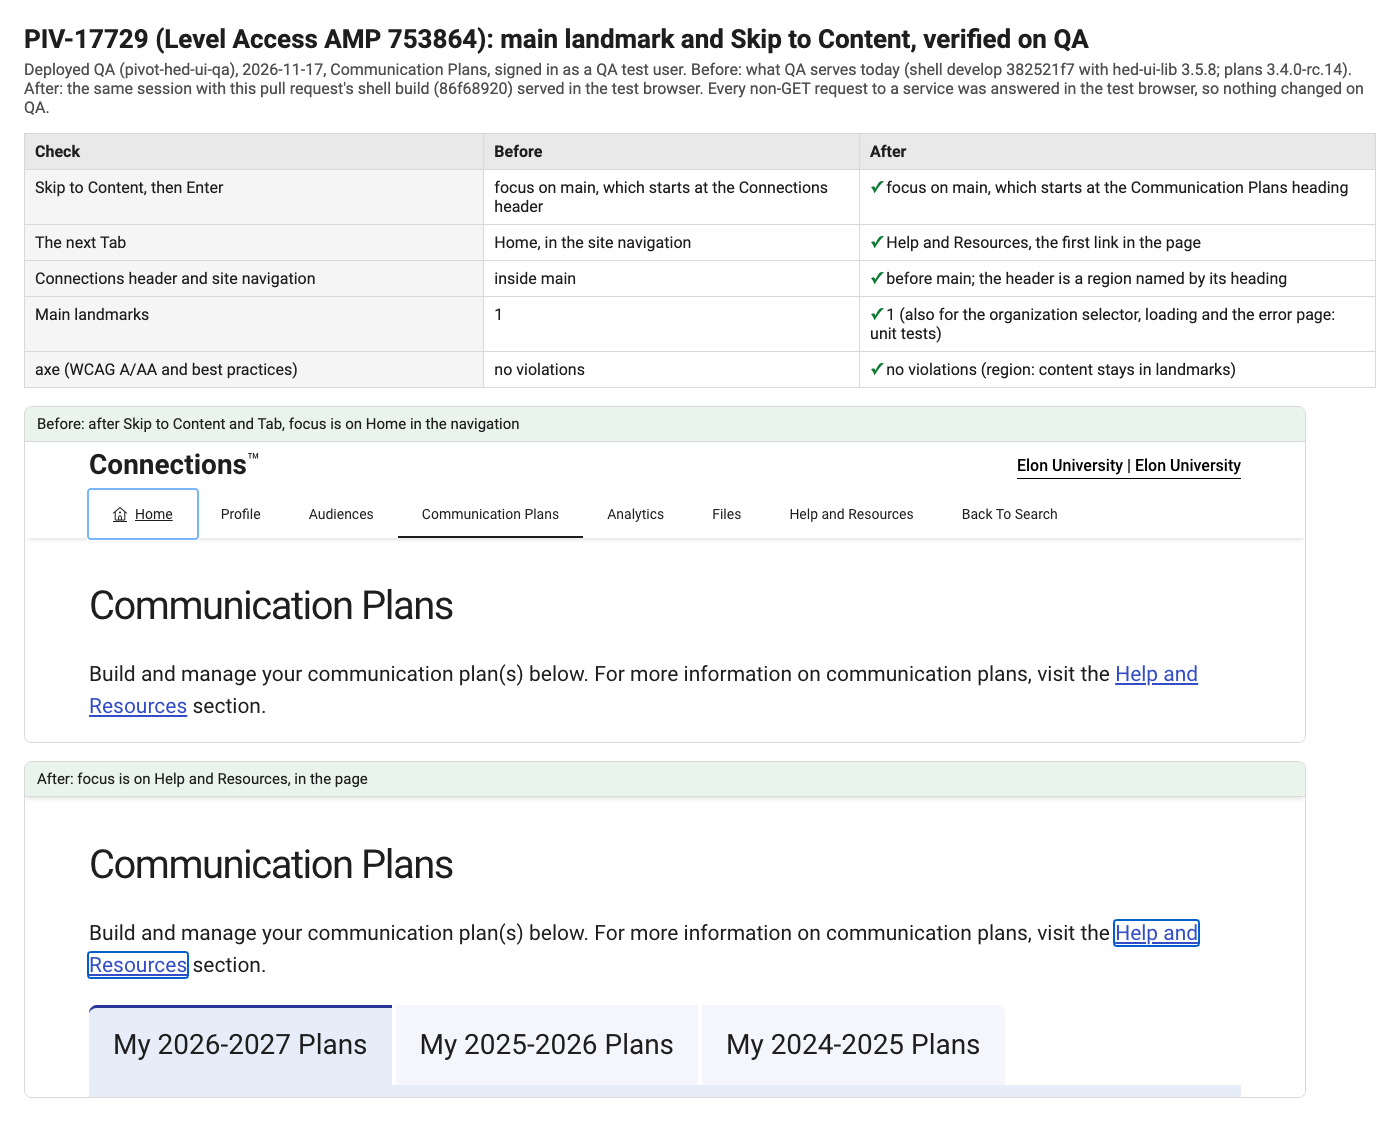 PIV-17729 (Level Access AMP 753864): main landmark and Skip to Content, verified on QA
Deployed QA (pivot-hed-ui-qa), 2026-11-17, Communication Plans, signed in as a QA test user. Before: what QA serves today (shell develop 382521f7 with hed-ui-lib 3.5.8; plans 3.4.0-rc.14).
After: the same session with this pull request's shell build (86f68920) served in the test browser. Every non-GET request to a service was answered in the test browser, so nothing changed on
QA.
Check Before After
Skip to Content, then Enter focus on main, which starts at the Connections ✓ focus on main, which starts at the Communication Plans heading
header
The next Tab Home, in the site navigation ✓ Help and Resources, the first link in the page
Connections header and site navigation inside main ✓ before main; the header is a region named by its heading
Main landmarks 1 ✓ 1 (also for the organization selector, loading and the error page:
unit tests)
axe (WCAG A/AA and best practices) no violations ✓ no violations (region: content stays in landmarks)
Before: after Skip to Content and Tab, focus is on Home in the navigation
Connections™ Elon University | Elon University
Home Profile Audiences Communication Plans Analytics Files Help and Resources Back To Search
Communication Plans
Build and manage your communication plan(s) below. For more information on communication plans, visit the Help and
Resources section.
After: focus is on Help and Resources, in the page
Communication Plans
Build and manage your communication plan(s) below. For more information on communication plans, visit the Help and
Resources section.
My 2026-2027 Plans My 2025-2026 Plans My 2024-2025 Plans